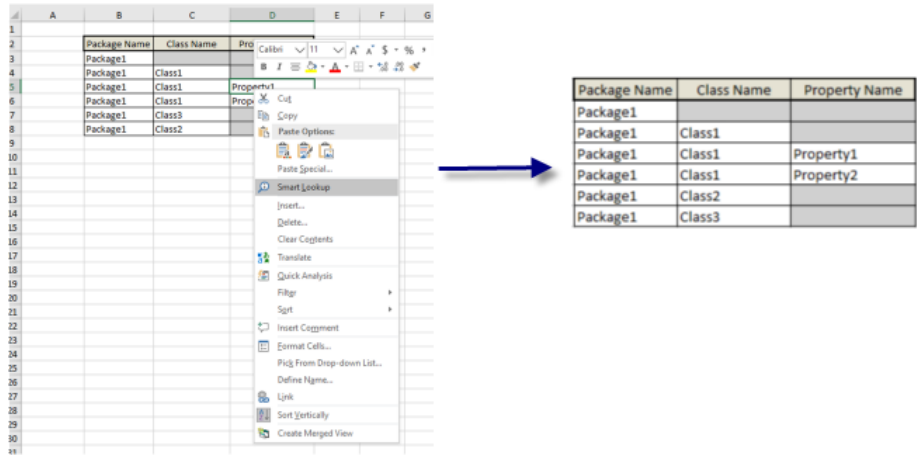 A B C D E F G
1
2 Package Name Class Name Pro
3 Package1
4 Package1 Class1
5 Package1 Class1 Property1
6 Package1 Class1 Prop
7 Package1 Class3
8 Package1 Class2
9
10
11
12
13
14
15
16
17
18
19
20
21
22
23
24
25
26
27
28
29
30
31
Calibri 11 A A $ %
B I A
Cut
Copy
Paste Options:
Paste Special...
Smart Lookup
Insert...
Delete...
Clear Contents
Translate
Quick Analysis
Filter
Sort
Insert Comment
Format Cells...
Pick From Drop-down List...
Define Name...
Link
Sort Vertically
Create Merged View
Package Name Class Name Property Name
Package1
Package1 Class1
Package1 Class1 Property1
Package1 Class1 Property2
Package1 Class2
Package1 Class3